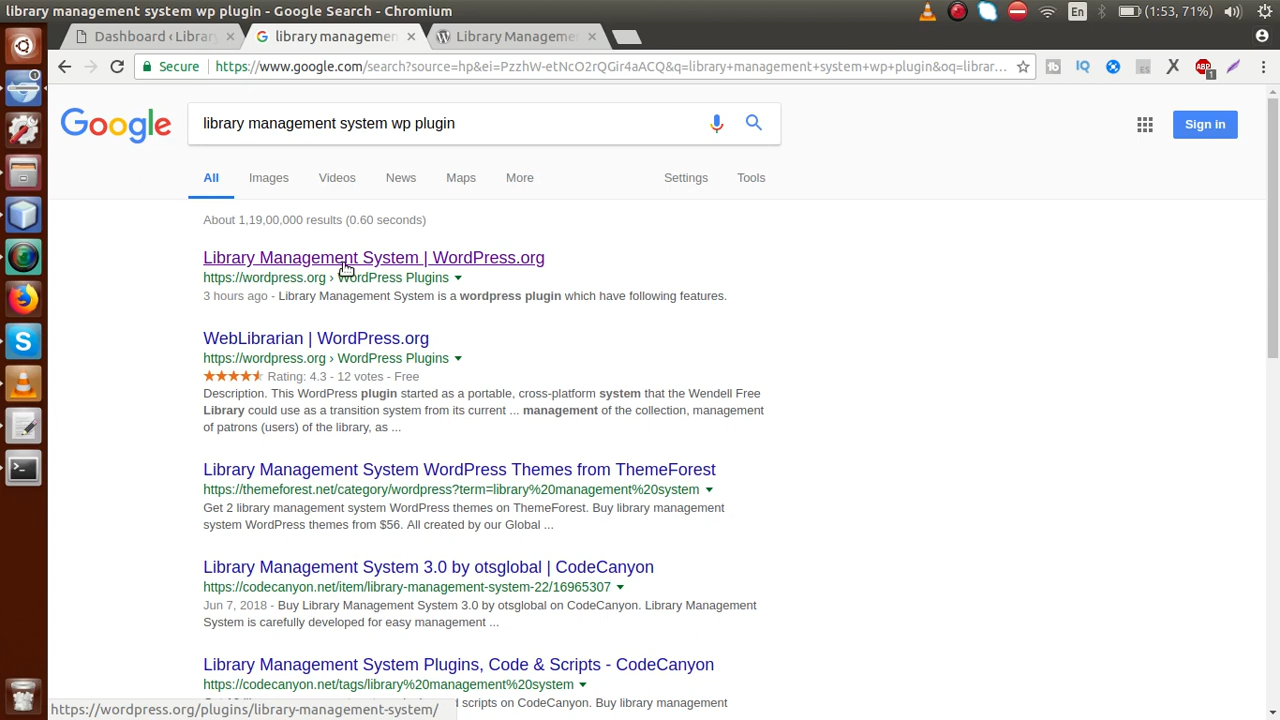 library management system wp plugin - Google Search - Chromium
En
(1:53, 71%)
Dashboard ‹ Librar
library managemen
Library Manageme
Secure
https://www.google.com/search?source=hp&ei=PzzhW-etNcO2rQGir4aACQ&q=library+management+system+wp+plugin&oq=librar...
fb
IQ
ES
X
ABP
1
Google
library management system wp plugin
Sign in
All
Images
Videos
News
Maps
More
Settings
Tools
About 1,19,00,000 results (0.60 seconds)
Library Management System | WordPress.org
https://wordpress.org › WordPress Plugins
3 hours ago - Library Management System is a wordpress plugin which have following features.
WebLibrarian | WordPress.org
https://wordpress.org › WordPress Plugins
Rating: 4.3 - 12 votes - Free
Description. This WordPress plugin started as a portable, cross-platform system that the Wendell Free
Library could use as a transition system from its current ... management of the collection, management
of patrons (users) of the library, as ...
Library Management System WordPress Themes from ThemeForest
https://themeforest.net/category/wordpress?term=library%20management%20system
Get 2 library management system WordPress themes on ThemeForest. Buy library management
system WordPress themes from $56. All created by our Global ...
Library Management System 3.0 by otsglobal | CodeCanyon
https://codecanyon.net/item/library-management-system-22/16965307
Jun 7, 2018 - Buy Library Management System 3.0 by otsglobal on CodeCanyon. Library Management
System is carefully developed for easy management ...
Library Management System Plugins, Code & Scripts - CodeCanyon
https://codecanyon.net/tags/library%20management%20system
scripts on CodeCanyon. Buy library management
https://wordpress.org/plugins/library-management-system/